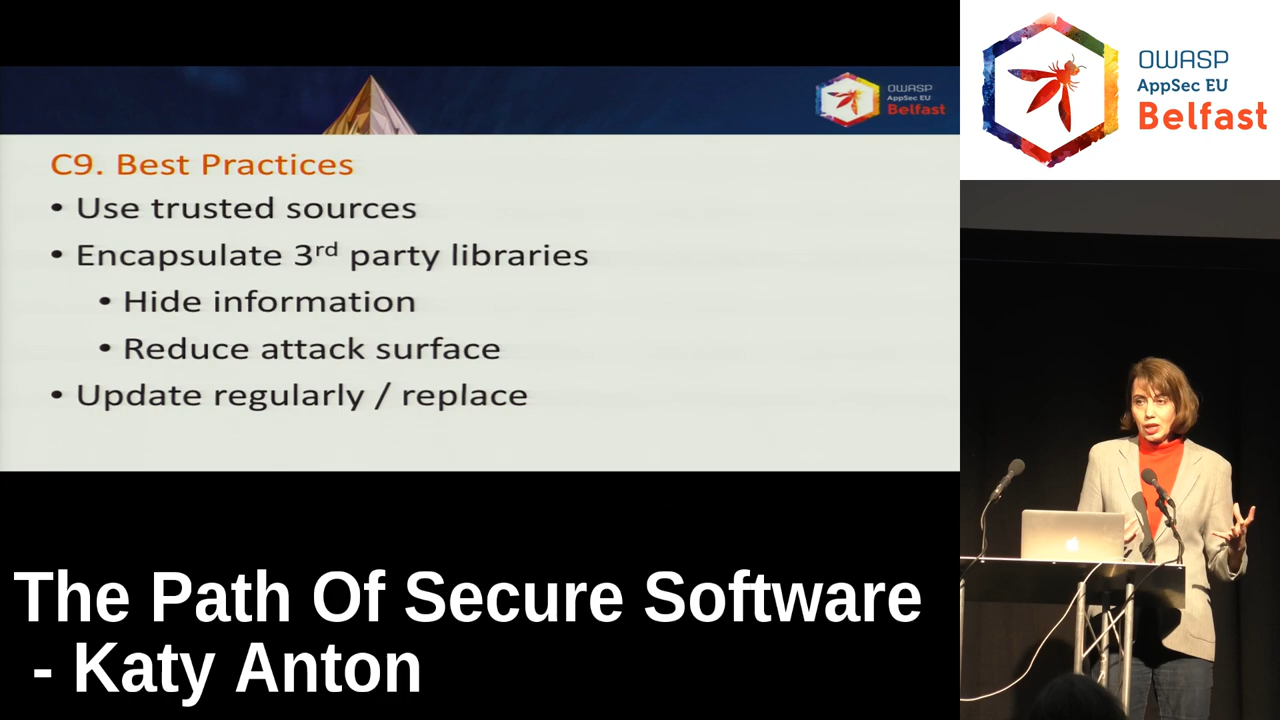 OWASP
AppSec EU
Belfast
C9. Best Practices
• Use trusted sources
• Encapsulate 3rd party libraries
• Hide information
• Reduce attack surface
• Update regularly / replace
OWASP
AppSec EU
Belfast
The Path Of Secure Software
- Katy Anton